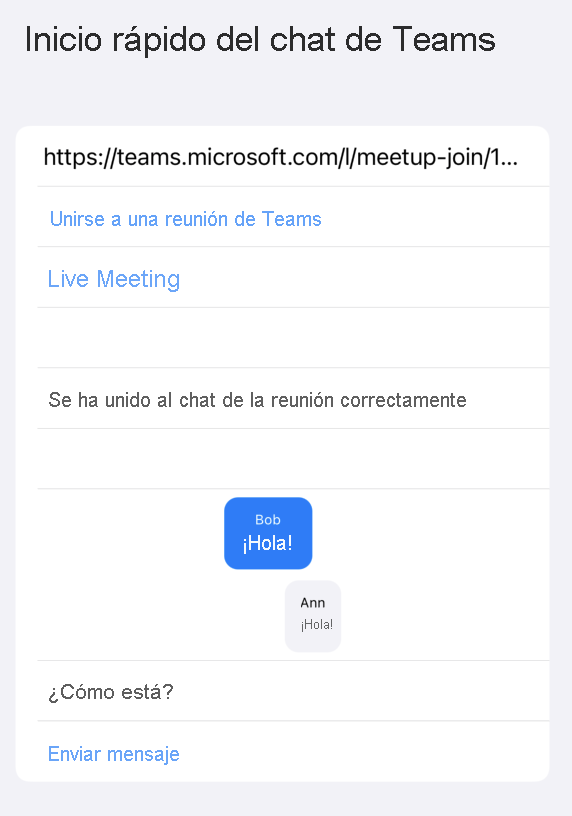 Inicio rápido del chat de Teams
https://teams.microsoft.com/l/meetup-join/1...
Unirse a una reunión de Teams
Live Meeting
Se ha unido al chat de la reunión correctamente
Bob
¡Hola!
Ann
¡Hola!
¿Cómo está?
Enviar mensaje